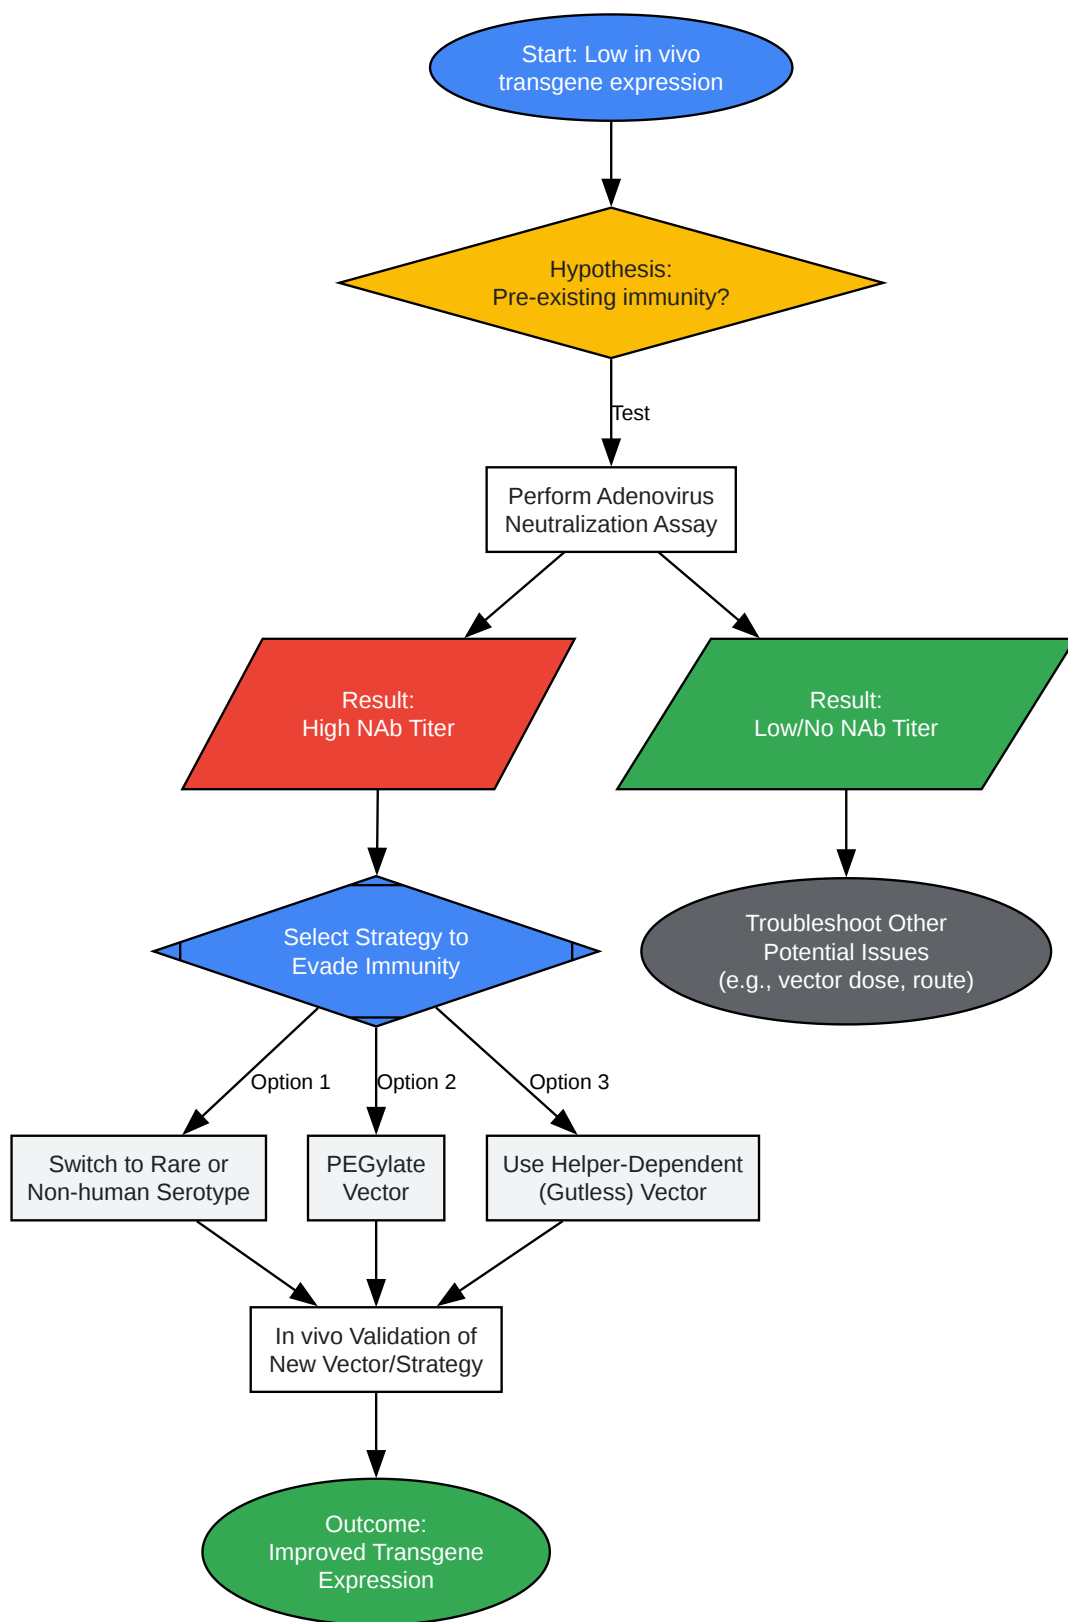 Start: Low in vivo
transgene expression
Hypothesis:
Pre-existing immunity?
Test
Perform Adenovirus
Neutralization Assay
Result:
High NAb Titer
Result:
Low/No NAb Titer
Select Strategy to
Evade Immunity
Troubleshoot Other
Potential Issues
(e.g., vector dose, route)
Option 1
Option 2
Option 3
Switch to Rare or
Non-human Serotype
PEGylate
Vector
Use Helper-Dependent
(Gutless) Vector
In vivo Validation of
New Vector/Strategy
Outcome:
Improved Transgene
Expression